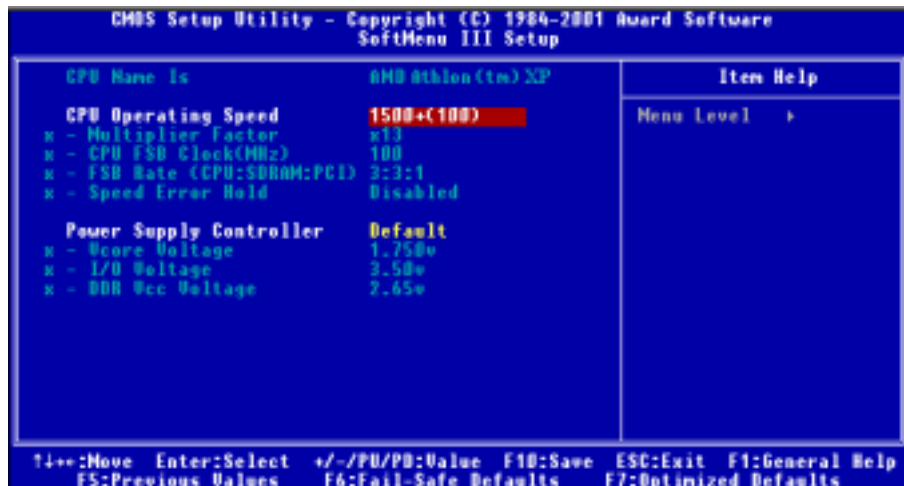 CMOS Setup Utility - Copyright (C) 1984-2001 Award Software
SoftMenu III Setup
CPU Name Is AMD Athlon(tm) XP
Item Help
CPU Operating Speed 1500+(100)
Menu Level ▸
x - Multiplier Factor x13
x - CPU FSB Clock(MHz) 100
x - FSB Rate (CPU:SDRAM:PCI) 3:3:1
x - Speed Error Hold Disabled
Power Supply Controller Default
x - Vcore Voltage 1.750v
x - I/O Voltage 3.50v
x - DDR Vcc Voltage 2.65v
↑↓→←:Move Enter:Select +/-/PU/PD:Value F10:Save ESC:Exit F1:General Help
F5:Previous Values F6:Fail-Safe Defaults F7:Optimized Defaults